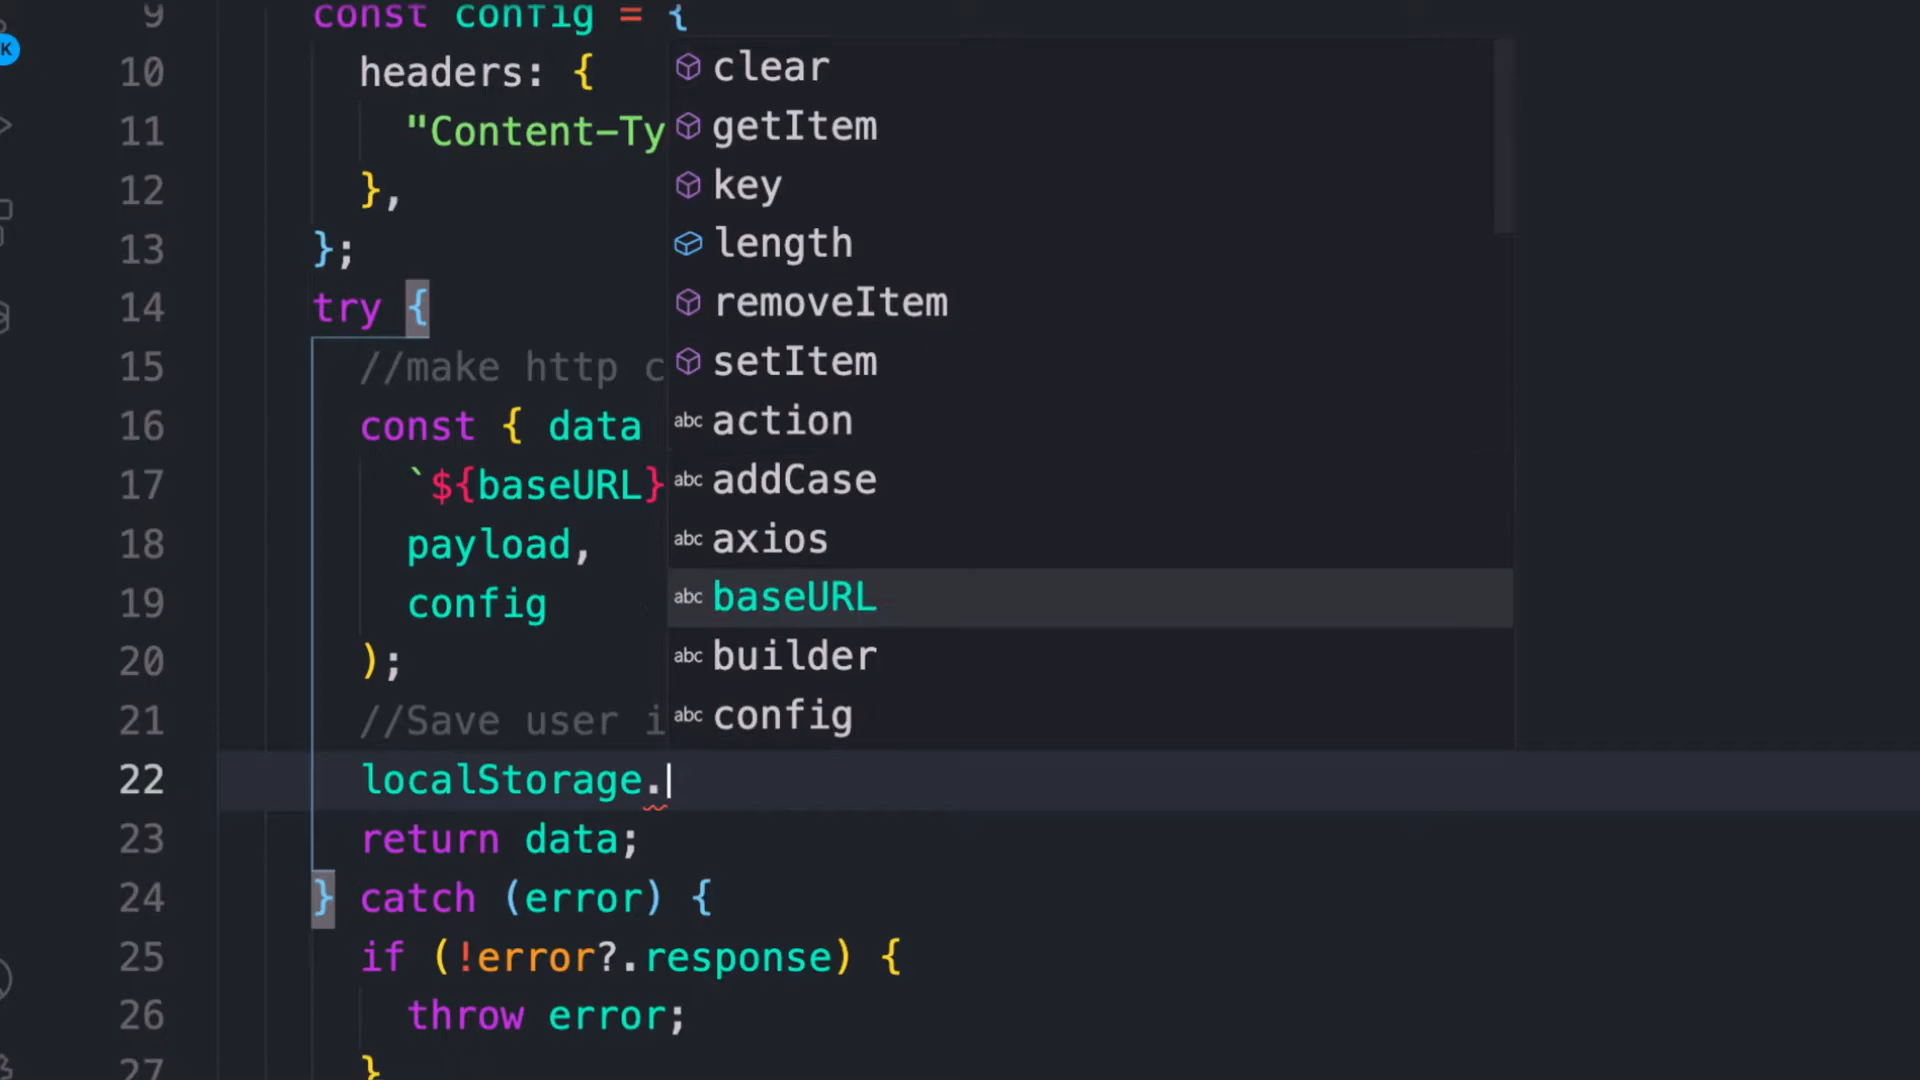 9 const config = {
10 headers: {
11 "Content-Ty
12 },
13 };
14 try {
15 //make http c
16 const { data
17 `${baseURL}
18 payload,
19 config
20 );
21 //Save user i
22 localStorage.
23 return data;
24 } catch (error) {
25 if (!error?.response) {
26 throw error;
27 }
clear
getItem
key
length
removeItem
setItem
abc action
abc addCase
abc axios
abc baseURL
abc builder
abc config
K